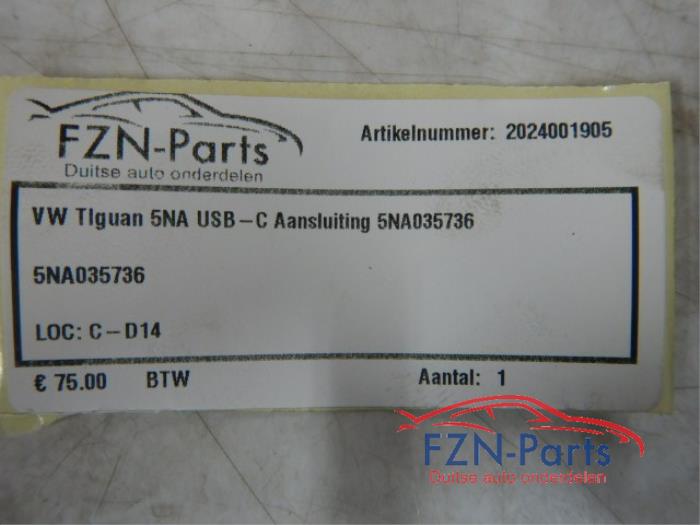 FZN-Parts
Duitse auto onderdelen
Artikelnummer: 2024001905
VW TIguan 5NA USB-C Aansluiting 5NA035736
5NA035736
LOC: C-D14
€ 75.00 BTW Aantal: 1
FZN-Parts
Duitse auto onderdelen